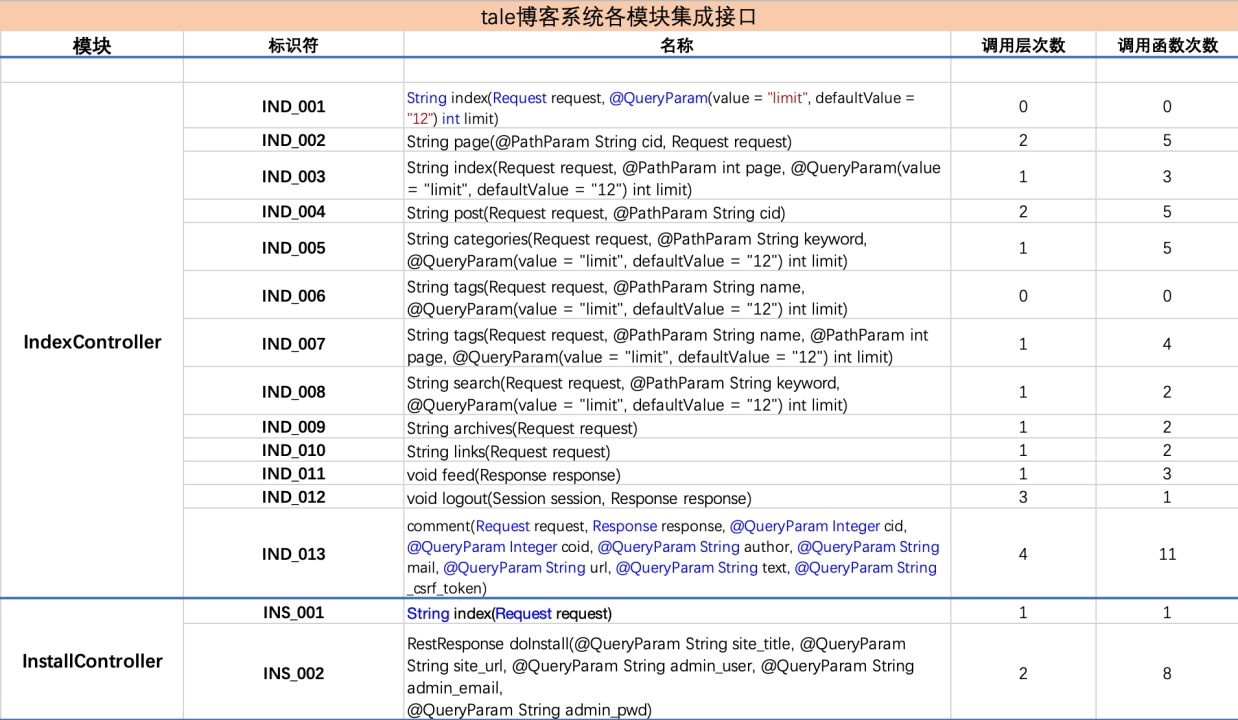 tale博客系统各模块集成接口
模块 标识符 名称 调用层次数 调用函数次数
IndexController
IND_001 String index(Request request, @QueryParam(value = "limit", defaultValue =
"12") int limit) 0 0
IND_002 String page(@PathParam String cid, Request request) 2 5
IND_003 String index(Request request, @PathParam int page, @QueryParam(value
= "limit", defaultValue = "12") int limit) 1 3
IND_004 String post(Request request, @PathParam String cid) 2 5
IND_005 String categories(Request request, @PathParam String keyword,
@QueryParam(value = "limit", defaultValue = "12") int limit) 1 5
IND_006 String tags(Request request, @PathParam String name,
@QueryParam(value = "limit", defaultValue = "12") int limit) 0 0
IND_007 String tags(Request request, @PathParam String name, @PathParam int
page, @QueryParam(value = "limit", defaultValue = "12") int limit) 1 4
IND_008 String search(Request request, @PathParam String keyword,
@QueryParam(value = "limit", defaultValue = "12") int limit) 1 2
IND_009 String archives(Request request) 1 2
IND_010 String links(Request request) 1 2
IND_011 void feed(Response response) 1 3
IND_012 void logout(Session session, Response response) 3 1
IND_013 comment(Request request, Response response, @QueryParam Integer cid,
@QueryParam Integer coid, @QueryParam String author, @QueryParam String
mail, @QueryParam String url, @QueryParam String text, @QueryParam String
_csrf_token) 4 11
InstallController
INS_001 String index(Request request) 1 1
INS_002 RestResponse doInstall(@QueryParam String site_title, @QueryParam
String site_url, @QueryParam String admin_user, @QueryParam String
admin_email,
@QueryParam String admin_pwd) 2 8